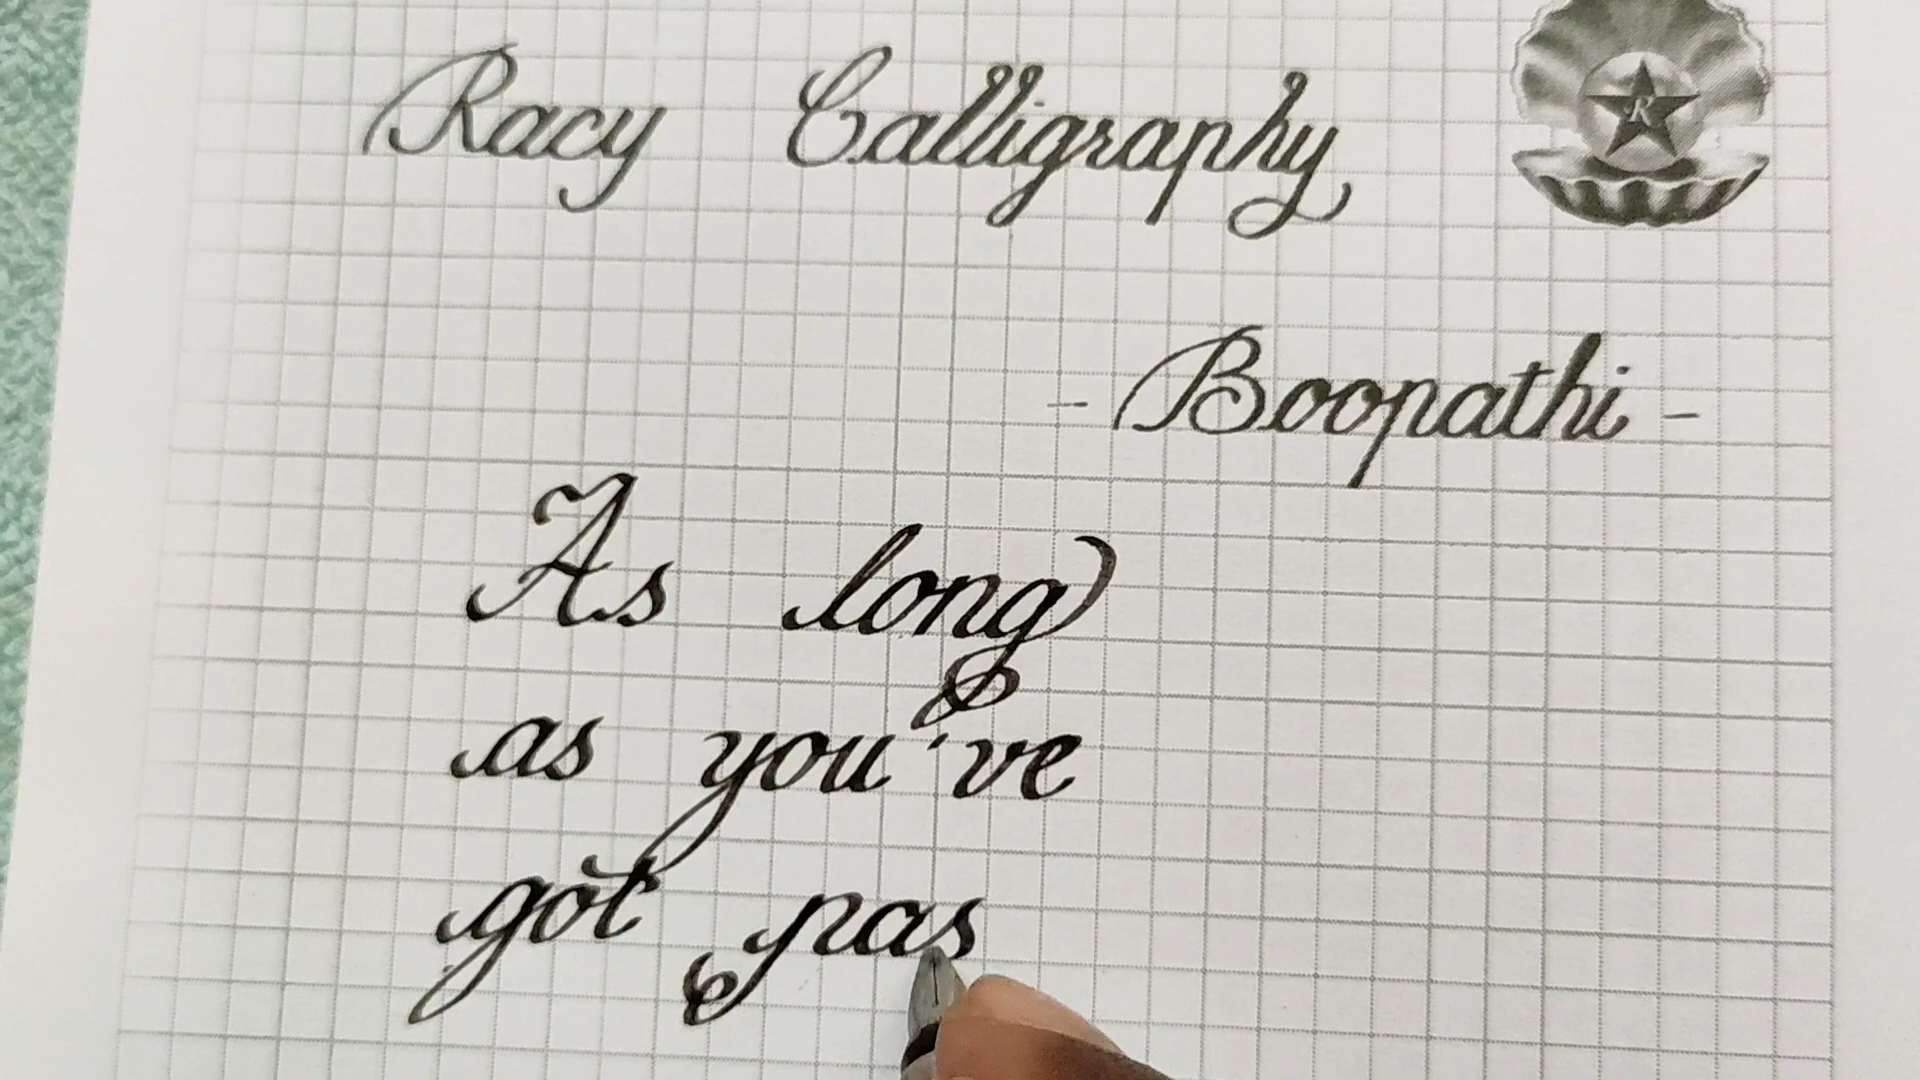 Racy Calligraphy
R
- Boopathi -
As long
as you've
got pas